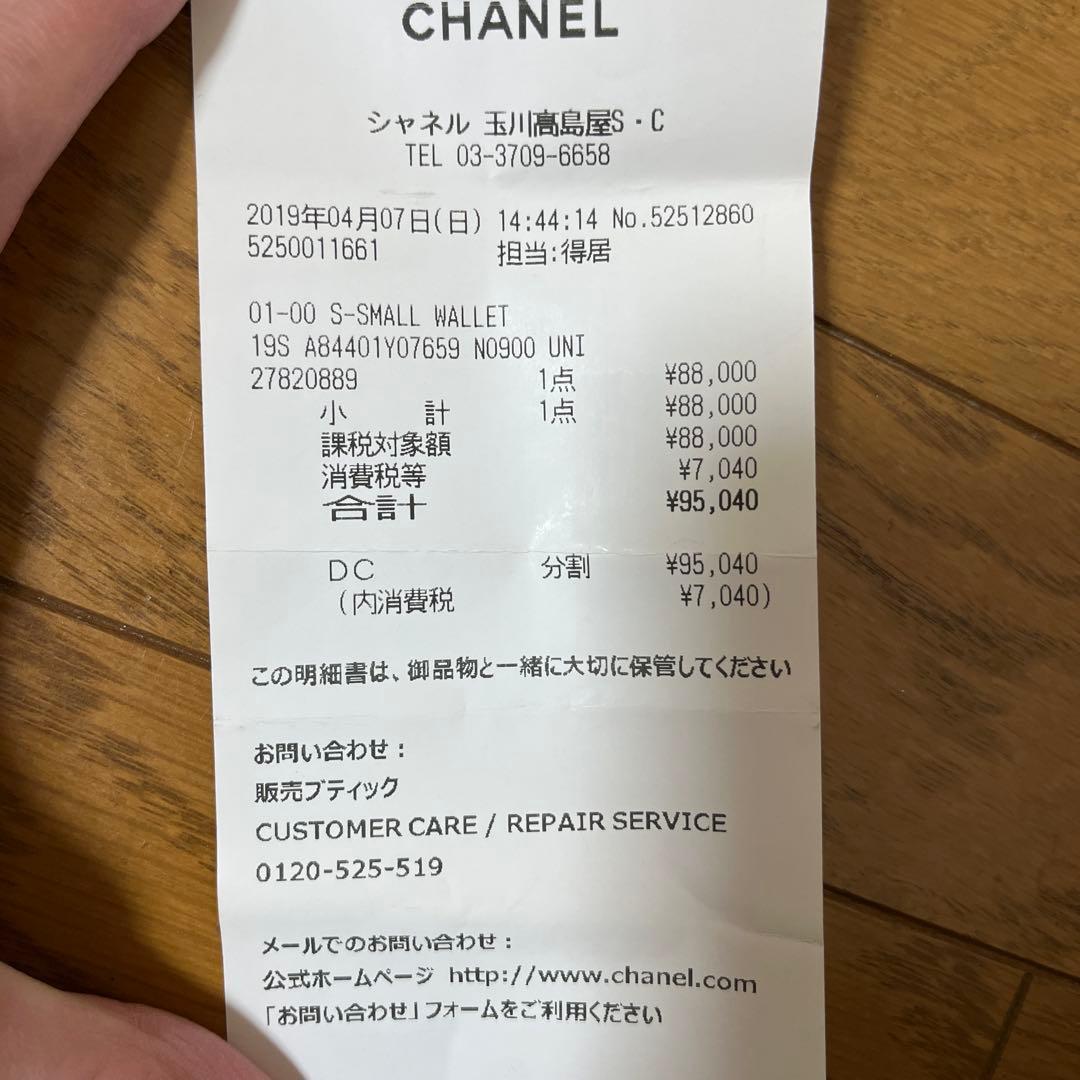 CHANEL
シャネル 玉川髙島屋S・C
TEL 03-3709-6658
2019年04月07日(日) 14:44:14 No.52512860
5250011661 担当:得居
01-00 S-SMALL WALLET
19S A84401Y07659 N0900 UNI
27820889 1点 ¥88,000
小 計 1点 ¥88,000
課税対象額 ¥88,000
消費税等 ¥7,040
合計 ¥95,040
DC 分割 ¥95,040
(内消費税 ¥7,040)
この明細書は、御品物と一緒に大切に保管してください
お問い合わせ：
販売ブティック
CUSTOMER CARE / REPAIR SERVICE
0120-525-519
メールでのお問い合わせ：
公式ホームページ http://www.chanel.com
「お問い合わせ」フォームをご利用ください